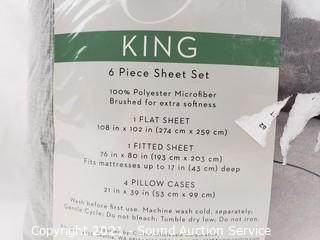 KING
6 Piece Sheet Set
100% Polyester Microfiber
Brushed for extra softness
1 FLAT SHEET
108 in x 102 in (274 cm x 259 cm)
1 FITTED SHEET
76 in x 80 in (193 cm x 203 cm)
Fits mattresses up to 17 in (43 cm) deep
4 PILLOW CASES
21 in x 39 in (53 cm x 99 cm)
Wash before first use. Machine wash cold, separately;
Gentle Cycle; Do not bleach; Tumble dry low; Do not iron.
Copyright 2021 - Sound Auction Service